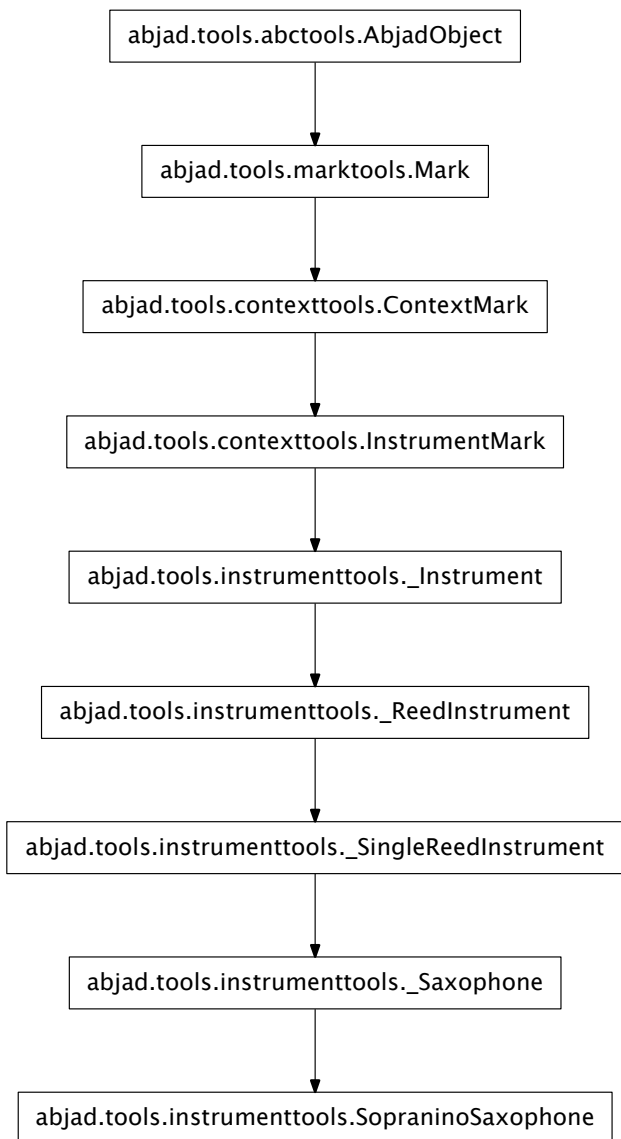 abjad.tools.abctools.AbjadObject
abjad.tools.marktools.Mark
abjad.tools.contexttools.ContextMark
abjad.tools.contexttools.InstrumentMark
abjad.tools.instrumenttools._Instrument
abjad.tools.instrumenttools._ReedInstrument
abjad.tools.instrumenttools._SingleReedInstrument
abjad.tools.instrumenttools._Saxophone
abjad.tools.instrumenttools.SopraninoSaxophone